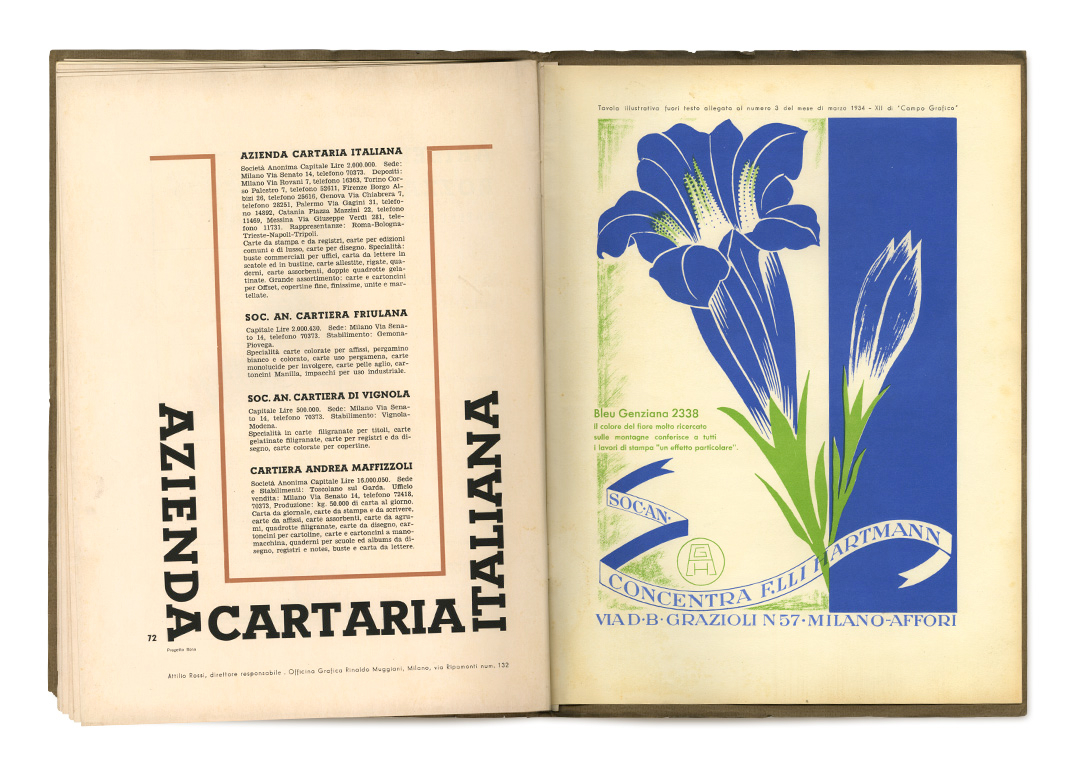 AZIENDA CARTARIA ITALIANA
Società Anonima Capitale Lire 2.000.000. Sede:
Milano Via Senato 14, telefono 70373. Depositi:
Milano Via Rovani 7, telefono 16363, Torino Cor-
so Palestro 7, telefono 52611, Firenze Borgo Al-
bizi 26, telefono 25616, Genova Via Chiabrera 7,
telefono 28251, Palermo Via Gagini 31, telefo-
no 14892, Catania Piazza Mazzini 22, telefono
11469, Messina Via Giuseppe Verdi 281, tele-
fono 11731. Rappresentanze: Roma-Bologna-
Trieste-Napoli-Tripoli.
Carte da stampa e da registri, carte per edizioni
comuni e di lusso, carte per disegno. Specialità:
buste commerciali per uffici, carta da lettere in
scatole ed in bustine, carte allestite, rigate, qua-
derni, carte assorbenti, doppie quadrotte gela-
tinate. Grande assortimento: carte e cartoncini
per Offset, copertine fine, finissime, unite e mar-
tellate.
SOC. AN. CARTIERA FRIULANA
Capitale Lire 2.000.430. Sede: Milano Via Sena-
to 14, telefono 70373. Stabilimento: Gemona-
Piovega.
Specialità carte colorate per affissi, pergamino
bianco e colorato, carte uso pergamena, carte
monolucide per involgere, carte pelle aglio, car-
toncini Manilla, impacchi per uso industriale.
SOC. AN. CARTIERA DI VIGNOLA
Capitale Lire 500.000. Sede: Milano Via Sena-
to 14, telefono 70373. Stabilimento: Vignola-
Modena.
Specialità in carte filigranate per titoli, carte
gelatinate filigranate, carte per registri e da di-
segno, carte colorate per copertine.
CARTIERA ANDREA MAFFIZZOLI
Società Anonima Capitale Lire 16.000.050. Sede
e Stabilimenti: Toscolano sul Garda. Ufficio
vendita: Milano Via Senato 14, telefono 72418,
70373, Produzione: kg. 50.000 di carta al giorno.
Carta da giornale, carte da stampa e da scrivere,
carte da affissi, carte assorbenti, carte da agru-
mi, quadrotte filigranate, carte da disegno, car-
toncini per cartoline, carte e cartoncini a mano-
macchina, quaderni per scuole ed albums da di-
segno, registri e notes, buste e carta da lettere.
AZIENDA
CARTARIA
ITALIANA
72
Attilio Rossi, direttore responsabile . Officina Grafica Rinaldo Muggiani, Milano, via Ripamonti num. 132
Tavola illustrativa fuori testo allegata al numero 3 del mese di marzo 1934 - XII di "Campo Grafico"
Bleu Genziana 2338
Il colore del fiore molto ricercato
sulle montagne conferisce a tutti
i lavori di stampa "un effetto particolare".
SOC·AN·
GH
CONCENTRA F.LLI HARTMANN
VIA D·B·GRAZIOLI N 57·MILANO-AFFORI